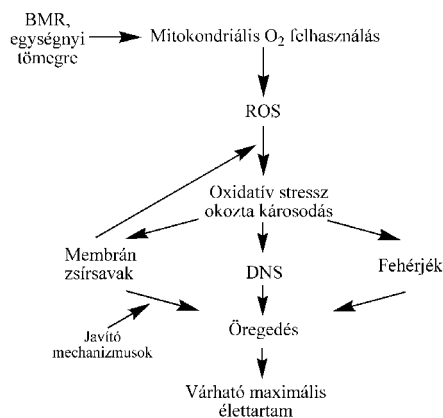 BMR,
egységnyi
tömegre
Mitokondriális O₂ felhasználás
ROS
Oxidatív stressz
okozta károsodás
Membrán
zsírsavak
DNS
Fehérjék
Javító
mechanizmusok
Öregedés
Várható maximális
élettartam